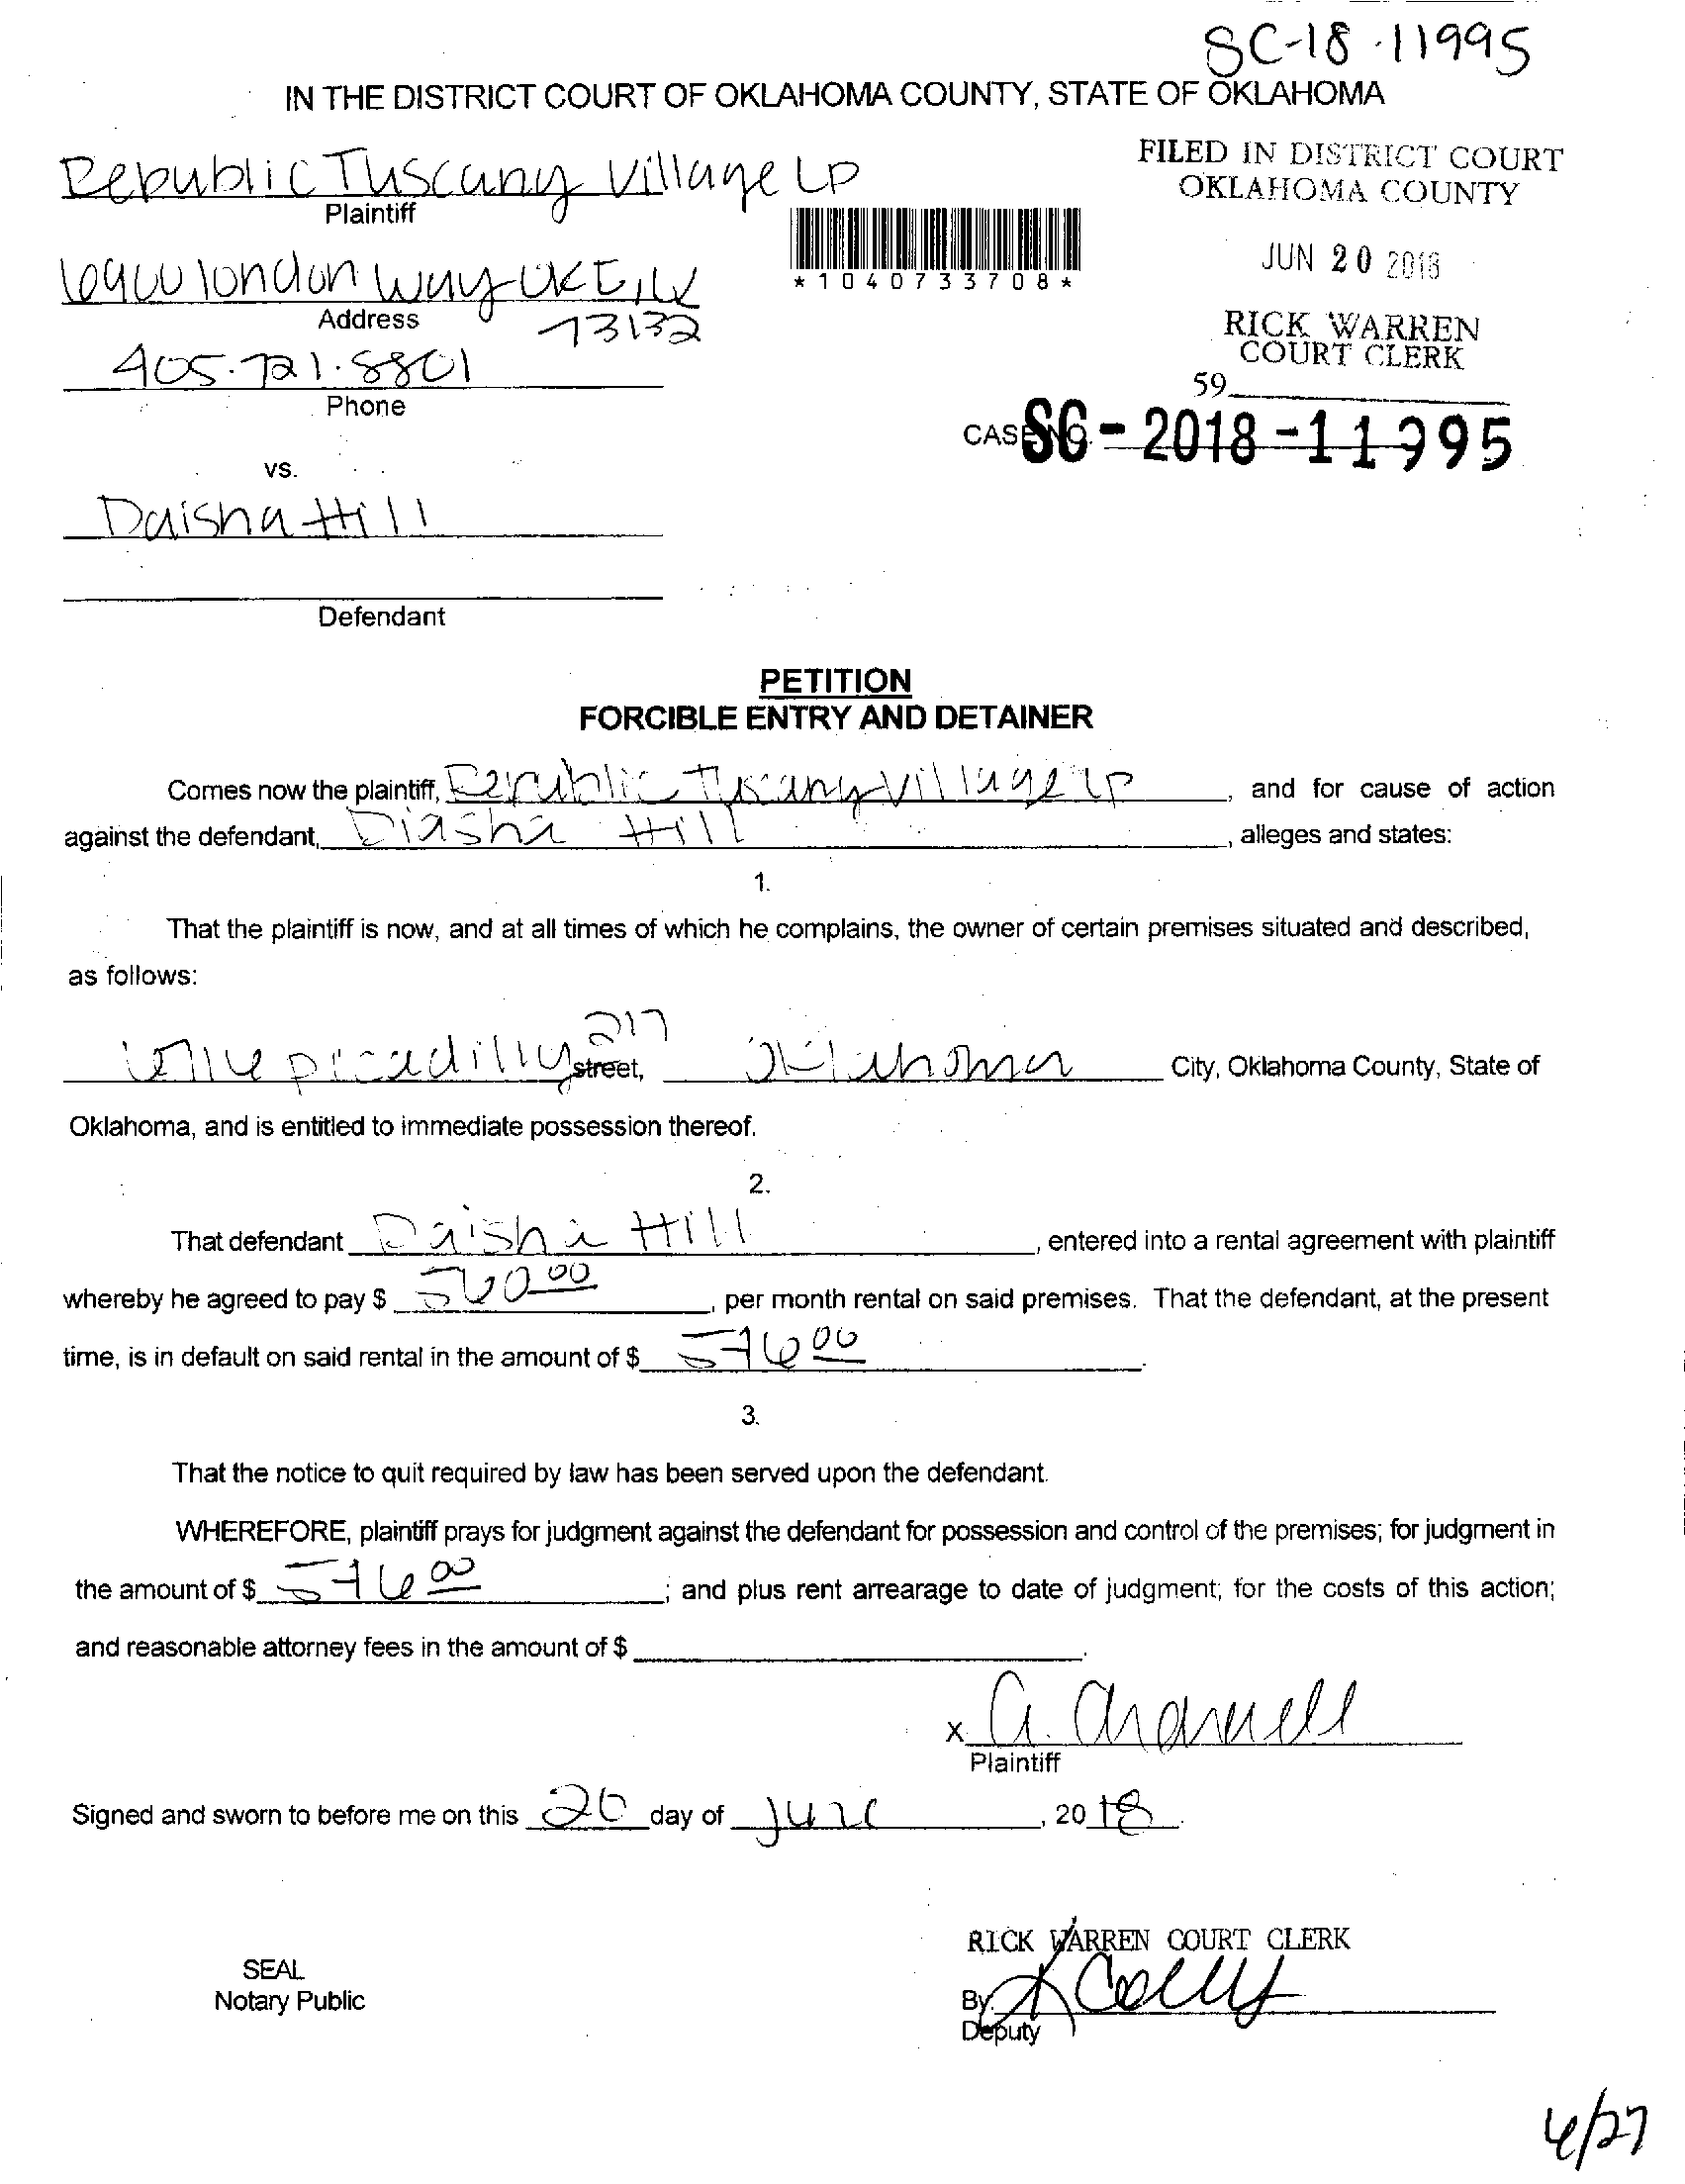 SC-18-11995
IN THE DISTRICT COURT OF OKLAHOMA COUNTY, STATE OF OKLAHOMA
Republic Tuscany Village LP
Plaintiff
FILED IN DISTRICT COURT
OKLAHOMA COUNTY
*1040733708*
JUN 20 2018
London Way OKC, OK
Address
73132
RICK WARREN
COURT CLERK
405.721.8801
Phone
59
CASE NO. SC-2018-11995
vs.
Daisha Hill
Defendant
PETITION
FORCIBLE ENTRY AND DETAINER
Comes now the plaintiff, Republic Tuscany Village LP, and for cause of action
against the defendant, Diasha Hill, alleges and states:
1.
That the plaintiff is now, and at all times of which he complains, the owner of certain premises situated and described,
as follows:
217
picadilly street, Oklahoma City, Oklahoma County, State of
Oklahoma, and is entitled to immediate possession thereof.
2.
That defendant Daisha Hill, entered into a rental agreement with plaintiff
whereby he agreed to pay $ 560.00, per month rental on said premises. That the defendant, at the present
time, is in default on said rental in the amount of $ 576.00.
3.
That the notice to quit required by law has been served upon the defendant.
WHEREFORE, plaintiff prays for judgment against the defendant for possession and control of the premises; for judgment in
the amount of $ 576.00; and plus rent arrearage to date of judgment; for the costs of this action;
and reasonable attorney fees in the amount of $
x A.
Plaintiff
Signed and sworn to before me on this 20 day of June, 2018.
RICK WARREN COURT CLERK
SEAL
Notary Public
By
Deputy
6/27